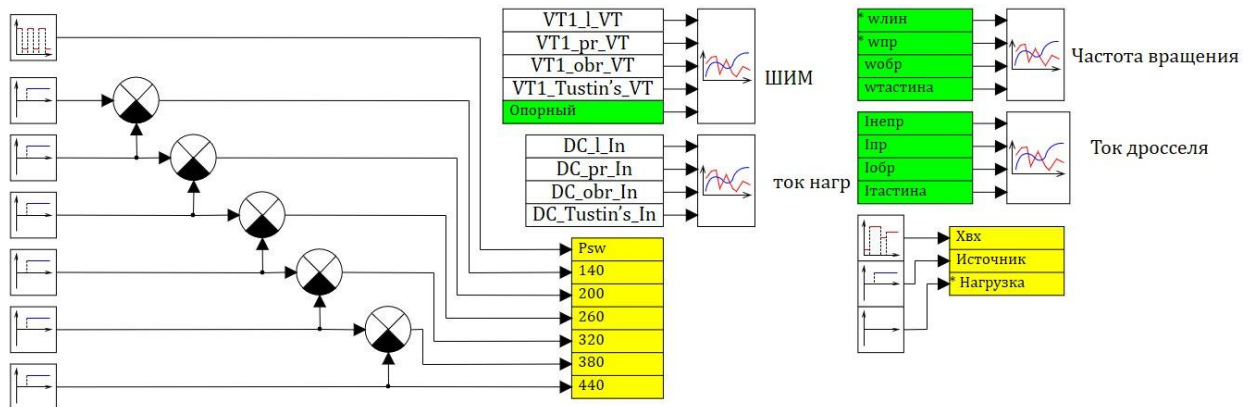 VT1_l_VT
VT1_pr_VT
VT1_obr_VT
VT1_Tustin’s_VT
Опорный
ШИМ
DC_l_In
DC_pr_In
DC_obr_In
DC_Tustin’s_In
ток нагр
Psw
140
200
260
320
380
440
* wлин
* wпр
wобр
wтастина
Частота вращения
Iнепр
Iпр
Iобр
Iтастина
Ток дросселя
Xвх
Источник
* Нагрузка